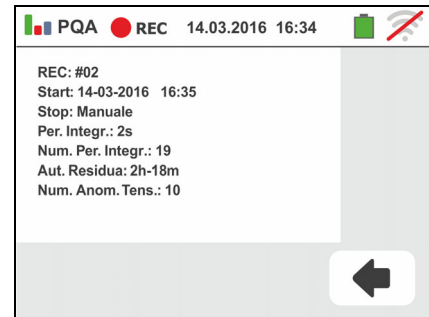 PQA REC 14.03.2016 16:34
REC: #02
Start: 14-03-2016 16:35
Stop: Manuale
Per. Integr.: 2s
Num. Per. Integr.: 19
Aut. Residua: 2h-18m
Num. Anom. Tens.: 10